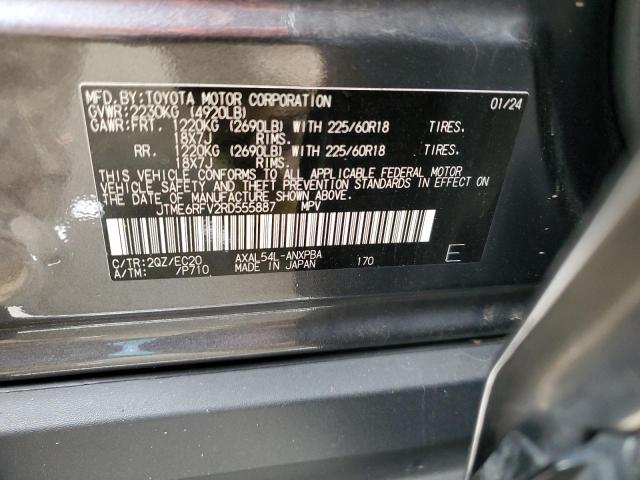 MFD.BY:TOYOTA MOTOR CORPORATION 01/24
GVWR:2230KG (4920LB)
GAWR:FRT. 1220KG (2690LB) WITH 225/60R18 TIRES.
18X7J RIMS.
RR. 1220KG (2690LB) WITH 225/60R18 TIRES.
18X7J RIMS.
THIS VEHICLE CONFORMS TO ALL APPLICABLE FEDERAL MOTOR
VEHICLE SAFETY AND THEFT PREVENTION STANDARDS IN EFFECT ON
THE DATE OF MANUFACTURE SHOWN ABOVE.
JTME6RFV2RD555887 MPV
C/TR:2QZ/EC20 AXAL54L-ANXPBA
A/TM: /P710 MADE IN JAPAN 170 E